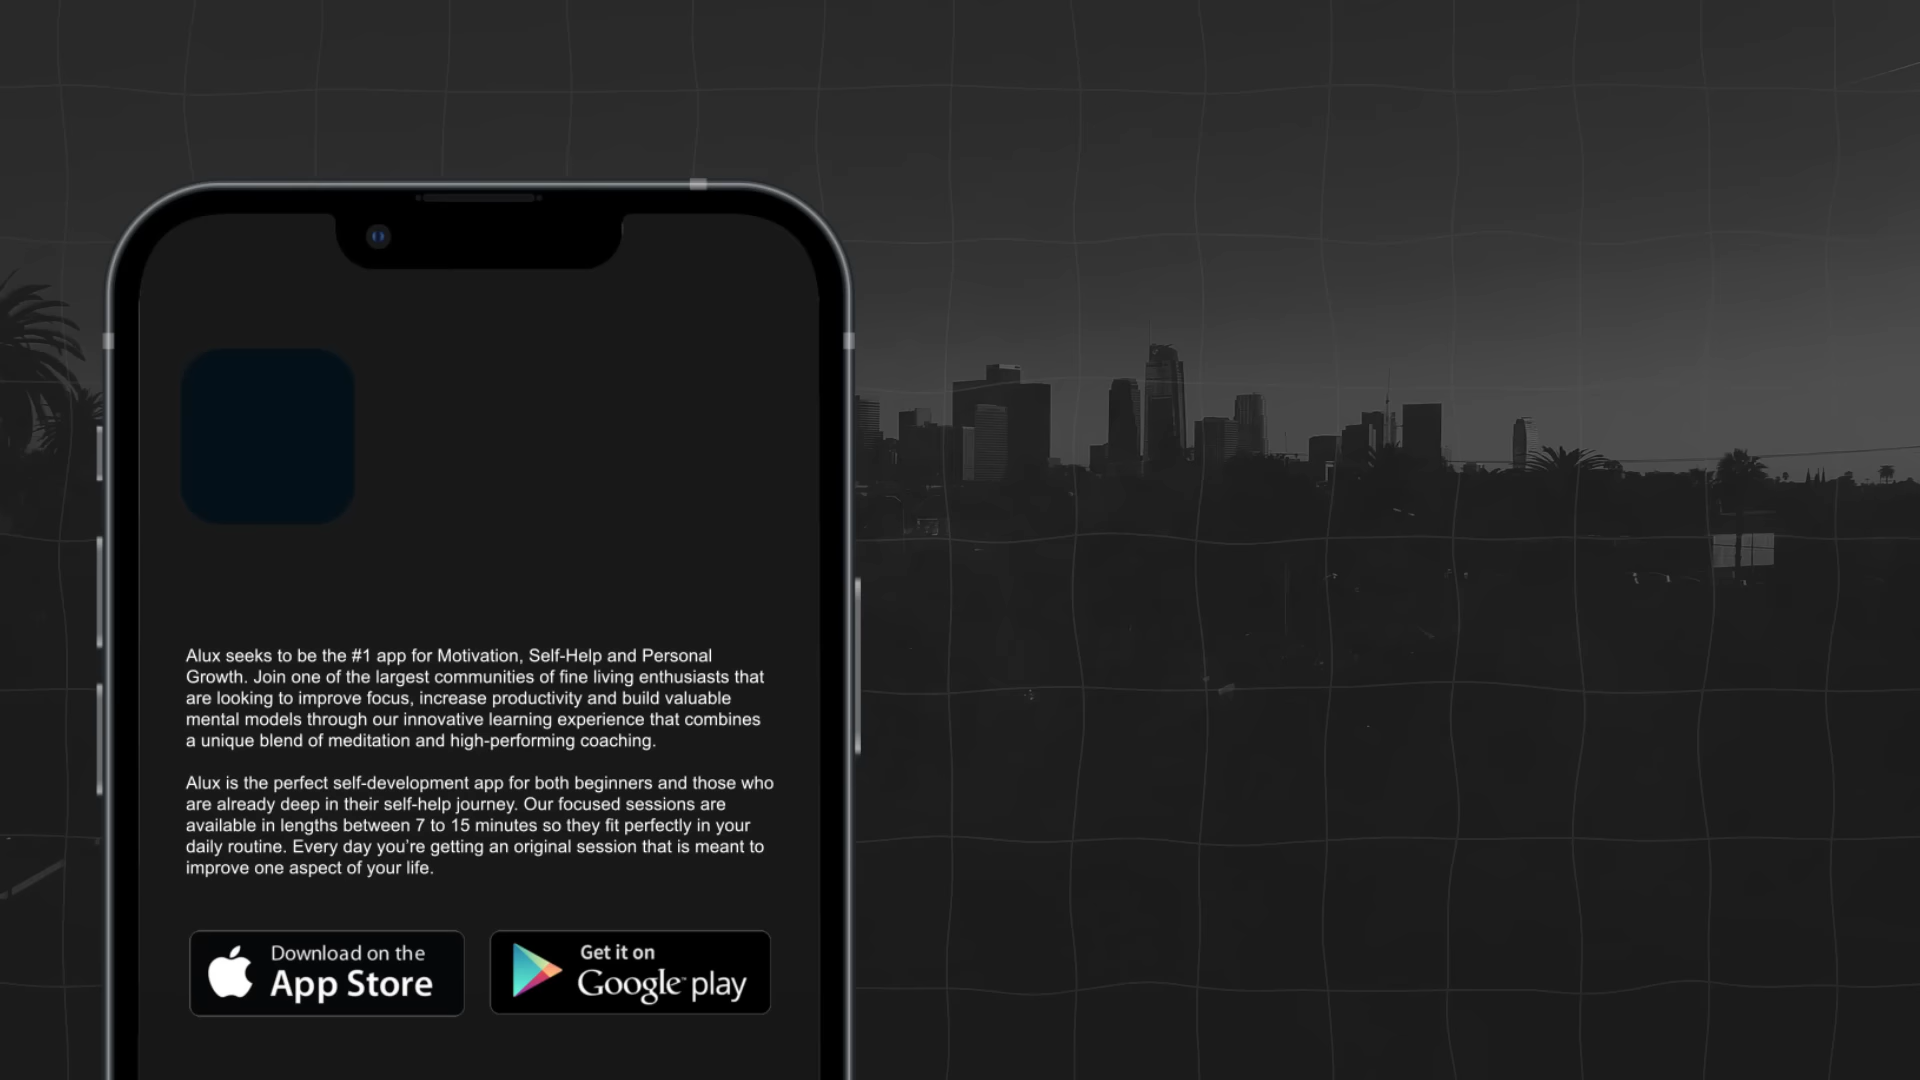 Alux seeks to be the #1 app for Motivation, Self-Help and Personal
Growth. Join one of the largest communities of fine living enthusiasts that
are looking to improve focus, increase productivity and build valuable
mental models through our innovative learning experience that combines
a unique blend of meditation and high-performing coaching.
Alux is the perfect self-development app for both beginners and those who
are already deep in their self-help journey. Our focused sessions are
available in lengths between 7 to 15 minutes so they fit perfectly in your
daily routine. Every day you’re getting an original session that is meant to
improve one aspect of your life.
Download on the
App Store
Get it on
Google play